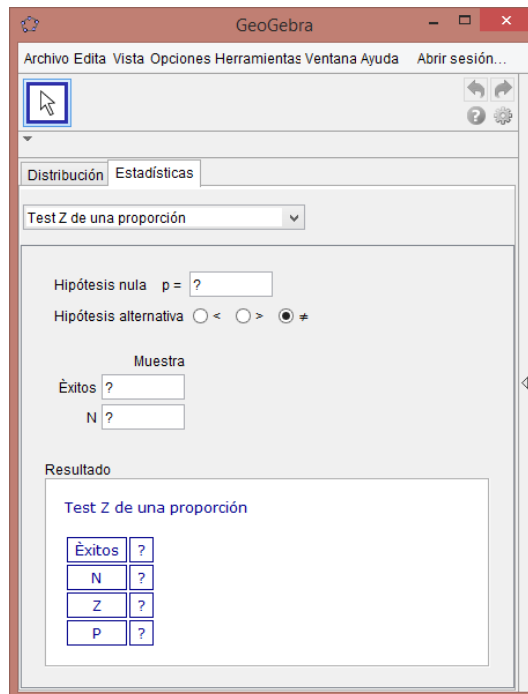 GeoGebra
Archivo Edita Vista Opciones Herramientas Ventana Ayuda Abrir sesión...
Distribución Estadísticas
Test Z de una proporción
Hipótesis nula p = ?
Hipótesis alternativa < > ≠
Muestra
Èxitos ?
N ?
Resultado
Test Z de una proporción
Èxitos ?
N ?
Z ?
P ?